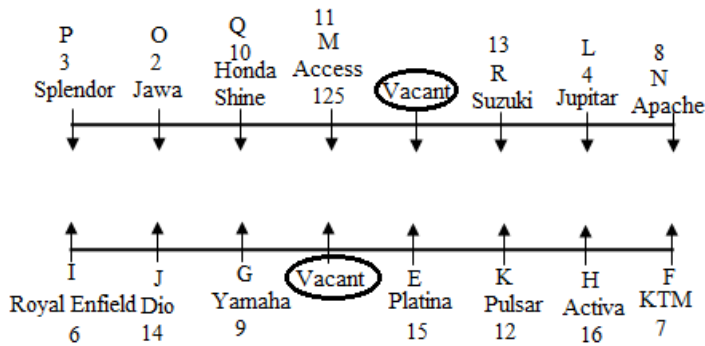 P
3
Splendor
O
2
Jawa
Q
10
Honda
Shine
11
M
Access
125
Vacant
13
R
Suzuki
L
4
Jupitar
8
N
Apache
I
Royal Enfield
6
J
Dio
14
G
Yamaha
9
Vacant
E
Platina
15
K
Pulsar
12
H
Activa
16
F
KTM
7